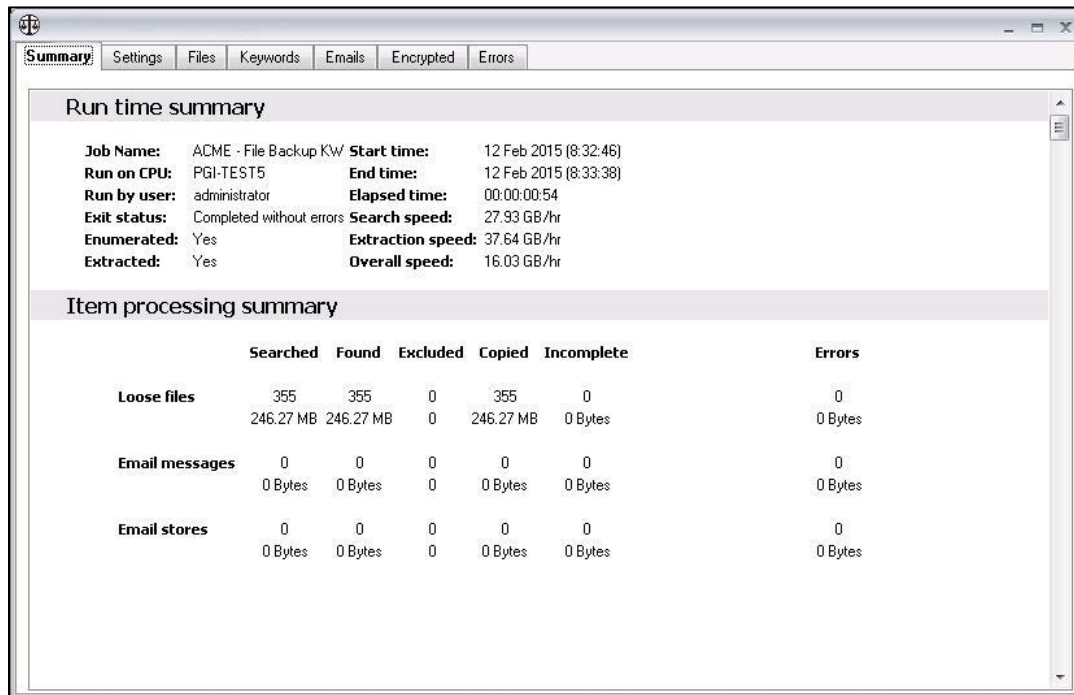 Summary Settings Files Keywords Emails Encrypted Errors
Run time summary
Job Name: ACME - File Backup KW Start time: 12 Feb 2015 (8:32:46)
Run on CPU: PGI-TEST5 End time: 12 Feb 2015 (8:33:38)
Run by user: administrator Elapsed time: 00:00:00:54
Exit status: Completed without errors Search speed: 27.93 GB/hr
Enumerated: Yes Extraction speed: 37.64 GB/hr
Extracted: Yes Overall speed: 16.03 GB/hr
Item processing summary
Searched Found Excluded Copied Incomplete Errors
Loose files 355 355 0 355 0 0
246.27 MB 246.27 MB 0 246.27 MB 0 Bytes 0 Bytes
Email messages 0 0 0 0 0 0
0 Bytes 0 Bytes 0 0 Bytes 0 Bytes 0 Bytes
Email stores 0 0 0 0 0 0
0 Bytes 0 Bytes 0 0 Bytes 0 Bytes 0 Bytes